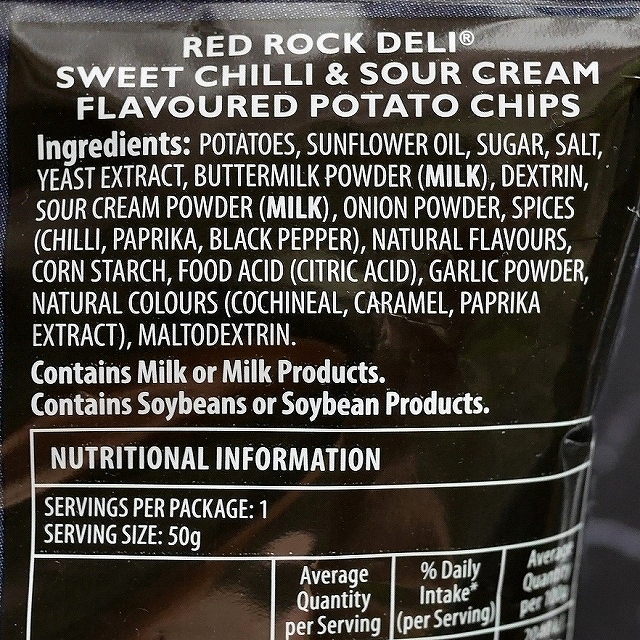 RED ROCK DELI®
SWEET CHILLI & SOUR CREAM
FLAVOURED POTATO CHIPS
Ingredients: POTATOES, SUNFLOWER OIL, SUGAR, SALT,
YEAST EXTRACT, BUTTERMILK POWDER (MILK), DEXTRIN,
SOUR CREAM POWDER (MILK), ONION POWDER, SPICES
(CHILLI, PAPRIKA, BLACK PEPPER), NATURAL FLAVOURS,
CORN STARCH, FOOD ACID (CITRIC ACID), GARLIC POWDER,
NATURAL COLOURS (COCHINEAL, CARAMEL, PAPRIKA
EXTRACT), MALTODEXTRIN.
Contains Milk or Milk Products.
Contains Soybeans or Soybean Products.
NUTRITIONAL INFORMATION
SERVINGS PER PACKAGE: 1
SERVING SIZE: 50g
Average
Quantity
per Serving
% Daily
Intake*
(per Serving)
Average
Quantity
per